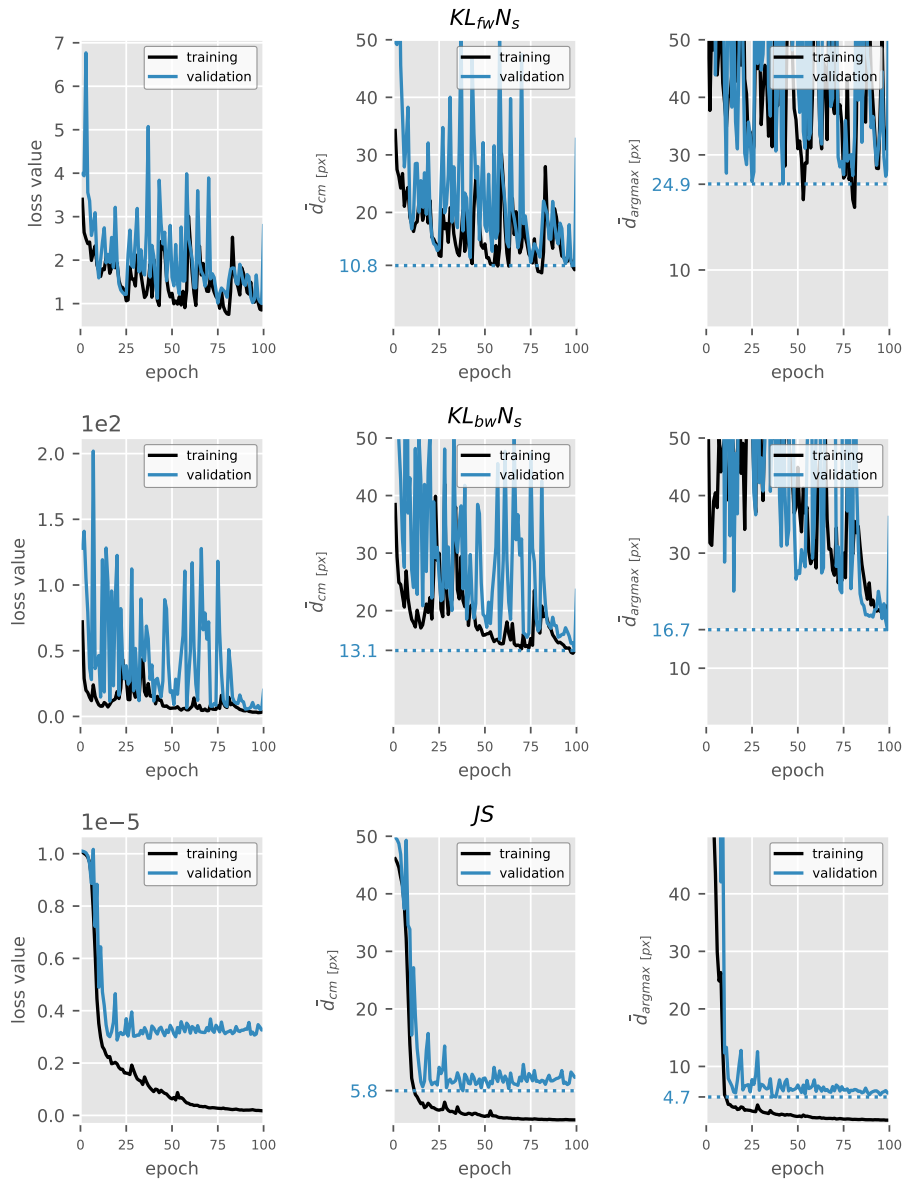 KL_fw N_s
7
6
5
4
3
2
1
loss value
training
validation
0 25 50 75 100
epoch
50
40
30
20
10.8
d̄_cm [px]
training
validation
0 25 50 75 100
epoch
50
40
30
24.9
10
d̄_argmax [px]
training
validation
0 25 50 75 100
epoch
KL_bw N_s
1e2
2.0
1.5
1.0
0.5
0.0
loss value
training
validation
0 25 50 75 100
epoch
50
40
30
20
13.1
d̄_cm [px]
training
validation
0 25 50 75 100
epoch
50
40
30
16.7
10
d̄_argmax [px]
training
validation
0 25 50 75 100
epoch
JS
1e−5
1.0
0.8
0.6
0.4
0.2
0.0
loss value
training
validation
0 25 50 75 100
epoch
50
40
30
20
5.8
d̄_cm [px]
training
validation
0 25 50 75 100
epoch
40
30
20
10
4.7
d̄_argmax [px]
training
validation
0 25 50 75 100
epoch